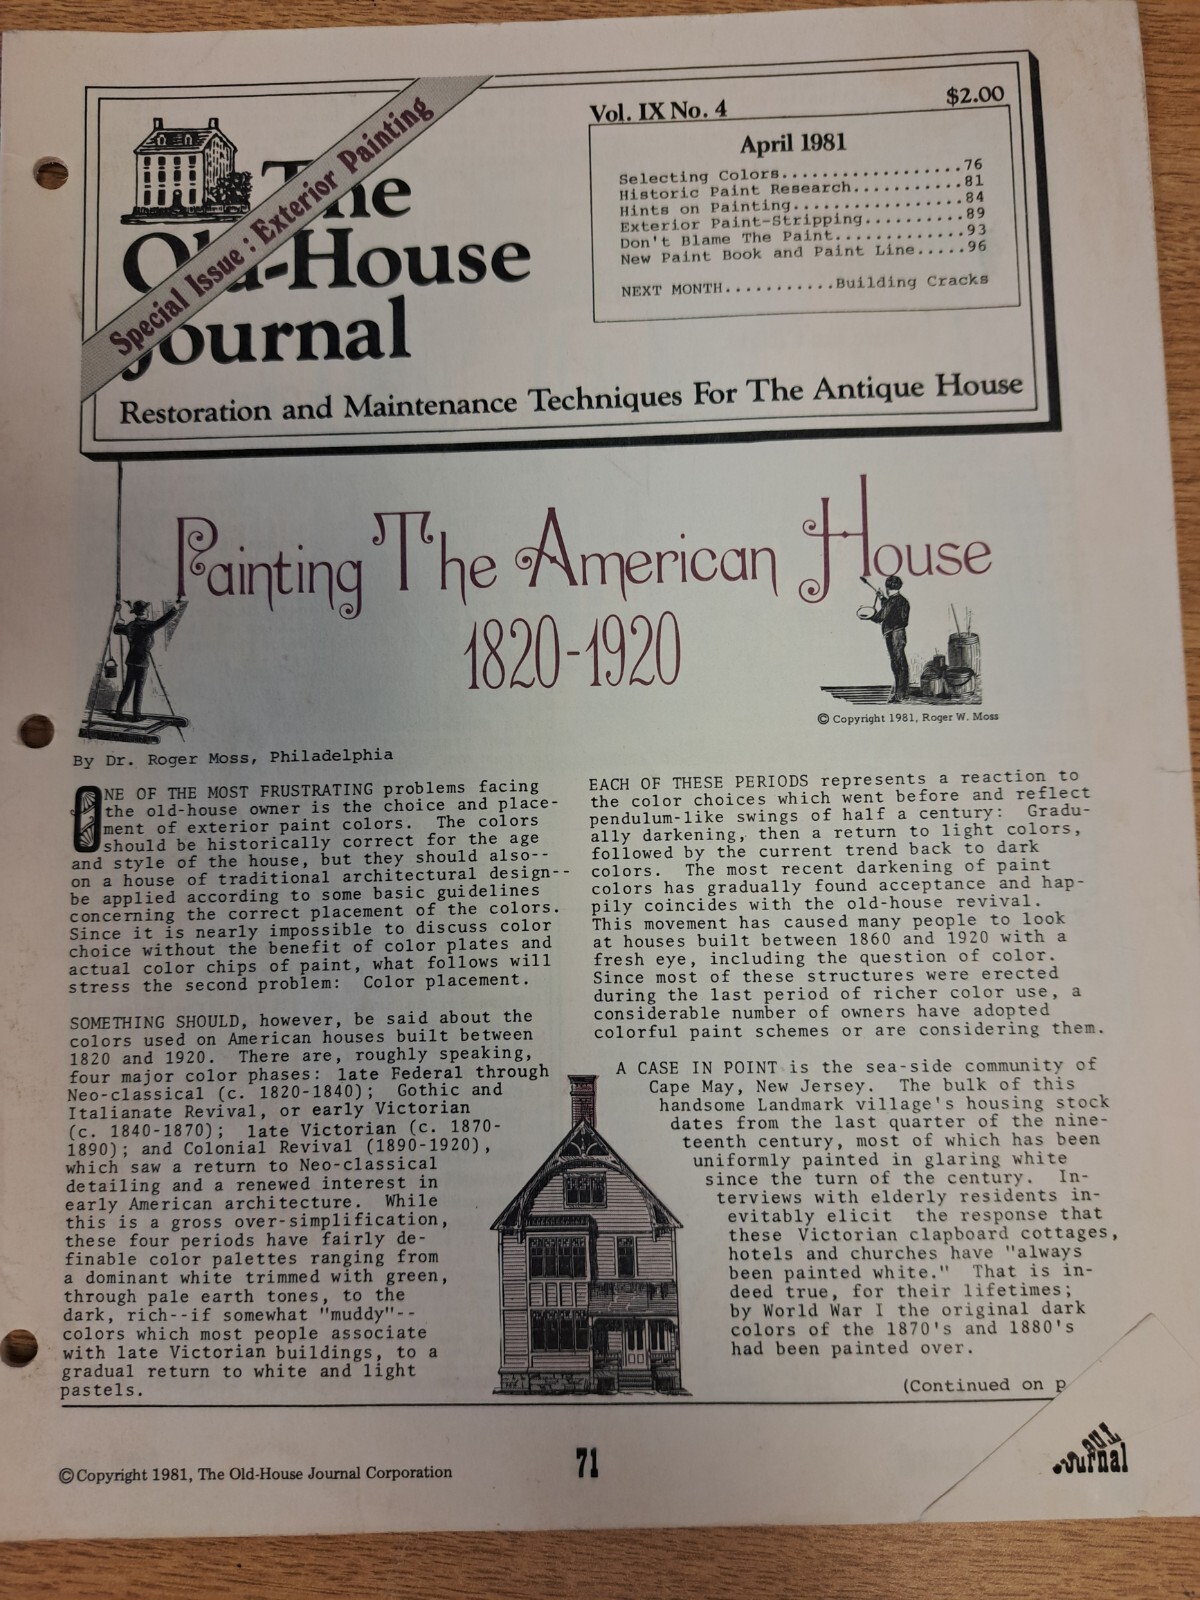 Special Issue: Exterior Painting
The
Old-House
Journal
Restoration and Maintenance Techniques For The Antique House
Vol. IX No. 4
$2.00
April 1981
Selecting Colors..................76
Historic Paint Research...........81
Hints on Painting.................84
Exterior Paint-Stripping..........89
Don't Blame The Paint.............93
New Paint Book and Paint Line.....96
NEXT MONTH...........Building Cracks
Painting The American House
1820-1920
© Copyright 1981, Roger W. Moss
By Dr. Roger Moss, Philadelphia
ONE OF THE MOST FRUSTRATING problems facing
the old-house owner is the choice and place-
ment of exterior paint colors. The colors
should be historically correct for the age
and style of the house, but they should also--
on a house of traditional architectural design--
be applied according to some basic guidelines
concerning the correct placement of the colors.
Since it is nearly impossible to discuss color
choice without the benefit of color plates and
actual color chips of paint, what follows will
stress the second problem: Color placement.
SOMETHING SHOULD, however, be said about the
colors used on American houses built between
1820 and 1920. There are, roughly speaking,
four major color phases: late Federal through
Neo-classical (c. 1820-1840); Gothic and
Italianate Revival, or early Victorian
(c. 1840-1870); late Victorian (c. 1870-
1890); and Colonial Revival (1890-1920),
which saw a return to Neo-classical
detailing and a renewed interest in
early American architecture. While
this is a gross over-simplification,
these four periods have fairly de-
finable color palettes ranging from
a dominant white trimmed with green,
through pale earth tones, to the
dark, rich--if somewhat "muddy"--
colors which most people associate
with late Victorian buildings, to a
gradual return to white and light
pastels.
EACH OF THESE PERIODS represents a reaction to
the color choices which went before and reflect
pendulum-like swings of half a century: Gradu-
ally darkening, then a return to light colors,
followed by the current trend back to dark
colors. The most recent darkening of paint
colors has gradually found acceptance and hap-
pily coincides with the old-house revival.
This movement has caused many people to look
at houses built between 1860 and 1920 with a
fresh eye, including the question of color.
Since most of these structures were erected
during the last period of richer color use, a
considerable number of owners have adopted
colorful paint schemes or are considering them.
A CASE IN POINT is the sea-side community of
Cape May, New Jersey. The bulk of this
handsome Landmark village's housing stock
dates from the last quarter of the nine-
teenth century, most of which has been
uniformly painted in glaring white
since the turn of the century. In-
terviews with elderly residents in-
evitably elicit the response that
these Victorian clapboard cottages,
hotels and churches have "always
been painted white." That is in-
deed true, for their lifetimes;
by World War I the original dark
colors of the 1870's and 1880's
had been painted over.
(Continued on p
© Copyright 1981, The Old-House Journal Corporation
71
Journal